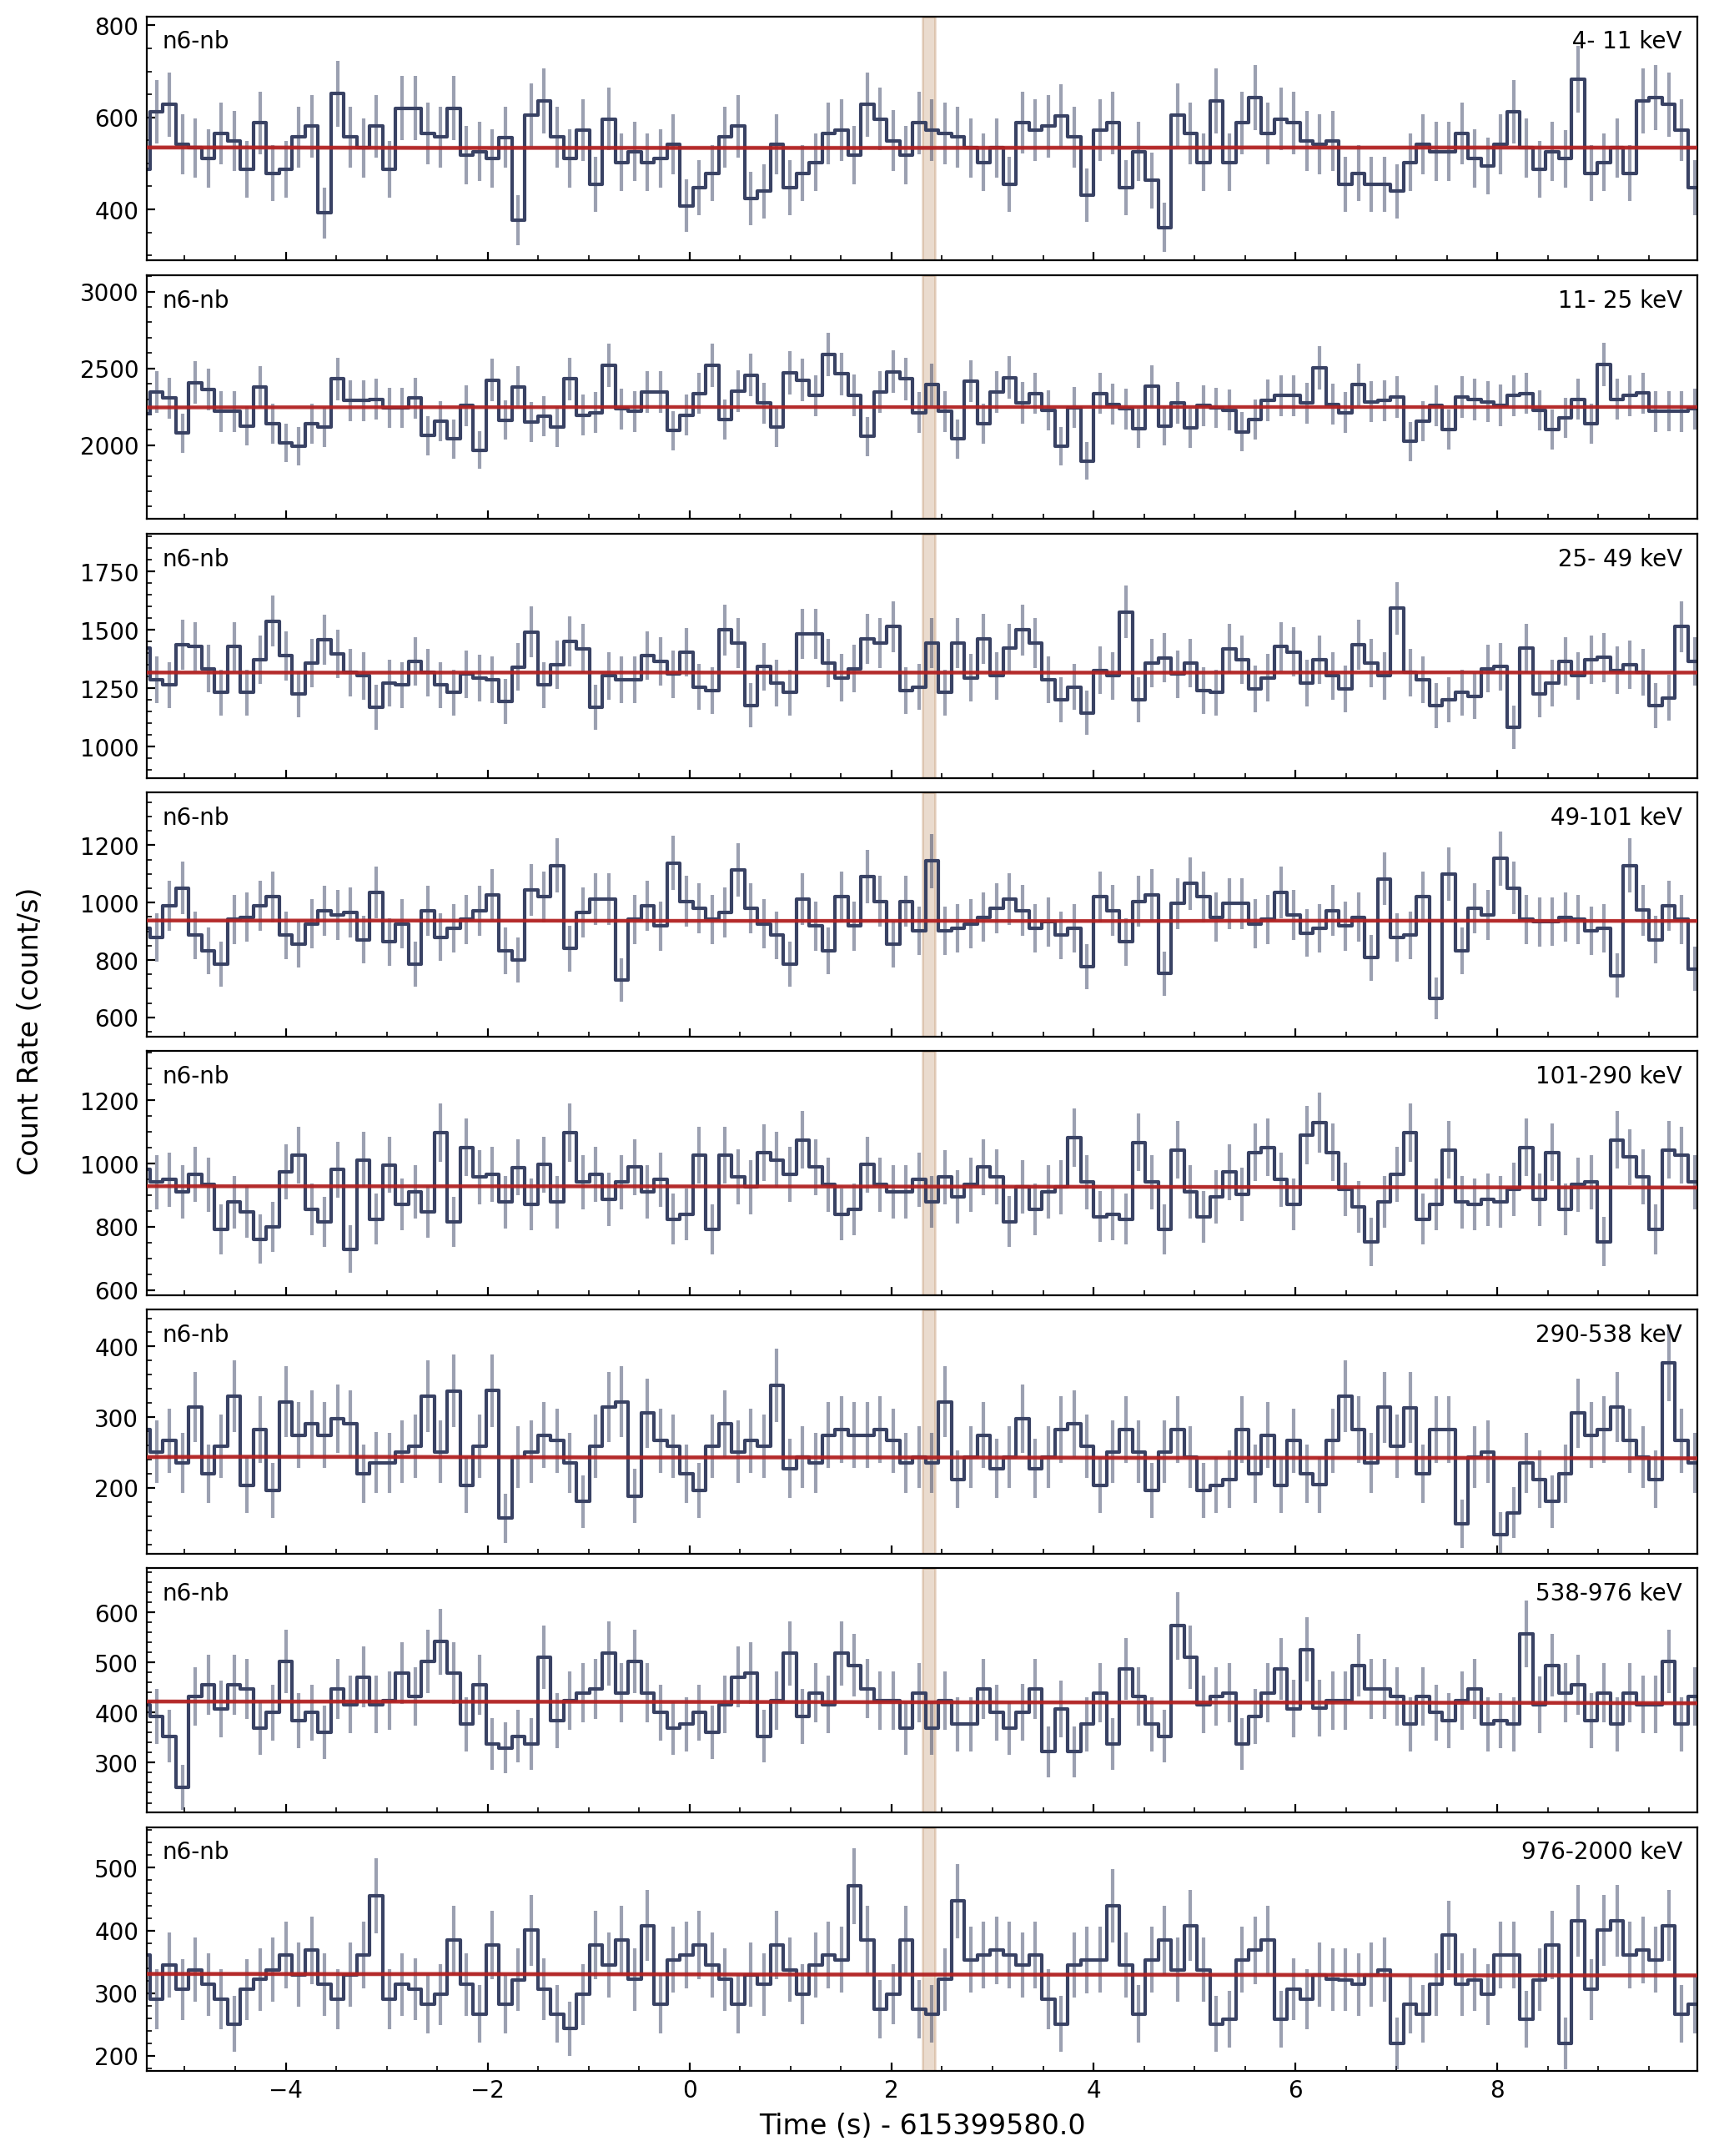 n6-nb 4- 11 keV
800
600
400
n6-nb 11- 25 keV
3000
2500
2000
n6-nb 25- 49 keV
1750
1500
1250
1000
n6-nb 49-101 keV
1200
1000
800
600
n6-nb 101-290 keV
1200
1000
800
600
n6-nb 290-538 keV
400
300
200
n6-nb 538-976 keV
600
500
400
300
n6-nb 976-2000 keV
500
400
300
200
−4 −2 0 2 4 6 8
Time (s) - 615399580.0
Count Rate (count/s)